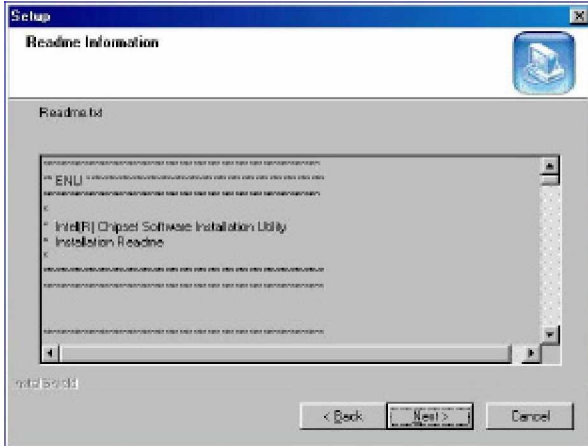 Setup
Readme Information
Readme.txt
** ENU **
*
* Intel(R) Chipset Software Installation Utility
* Installation Readme
*
InstallShield
< Back
Next >
Cancel